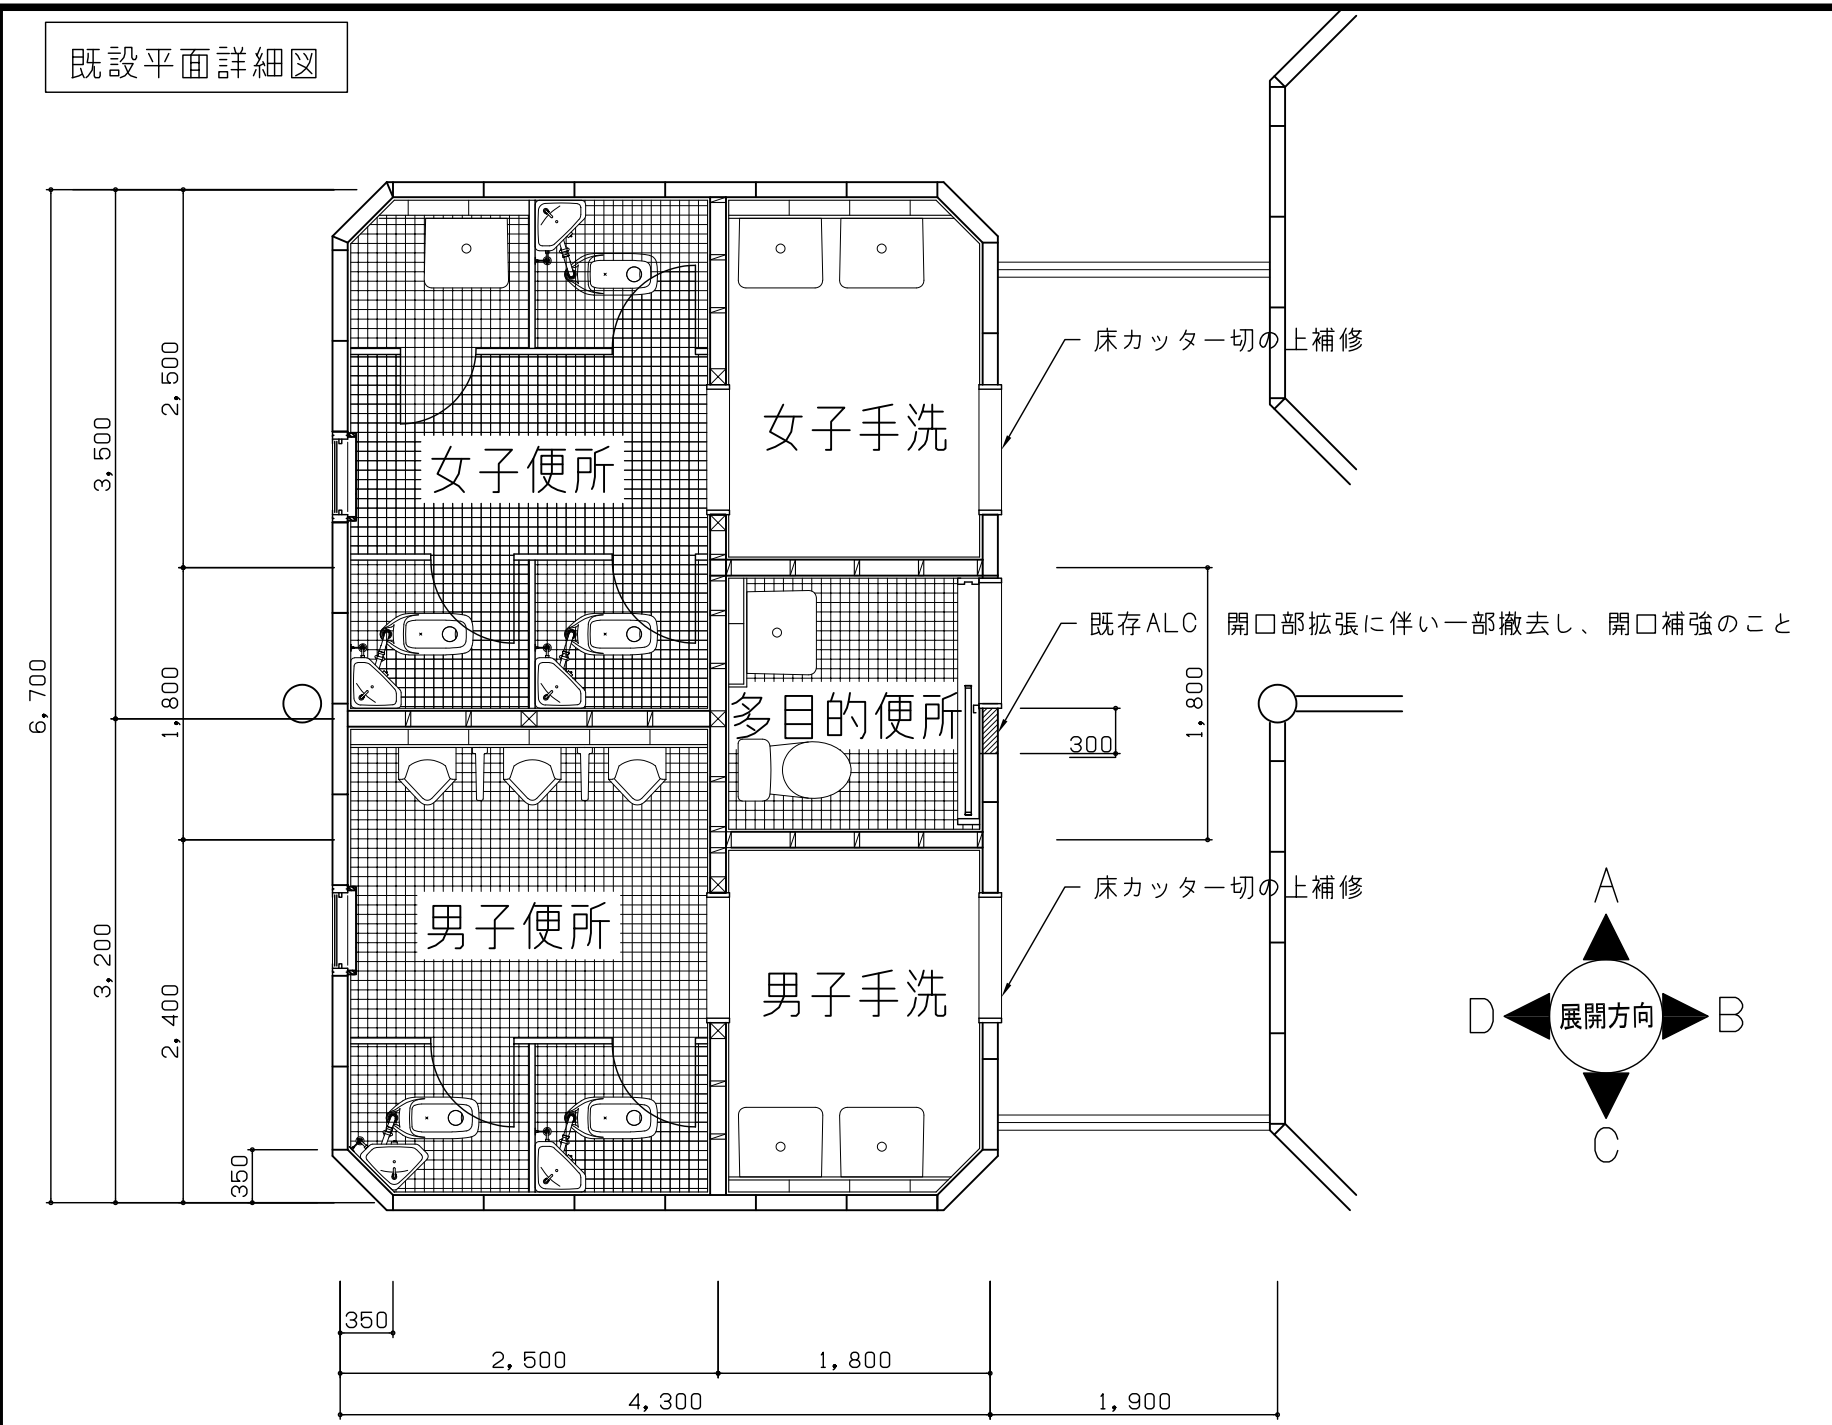 既設平面詳細図
床カッター切の上補修
2,500
3,500
女子手洗
女子便所
既存ALC 開口部拡張に伴い一部撤去し、開口補強のこと
6,700
1,800
1,800
多目的便所
300
床カッター切の上補修
男子便所
3,200
2,400
男子手洗
A
D
展開方向
B
C
350
350
2,500
1,800
4,300
1,900